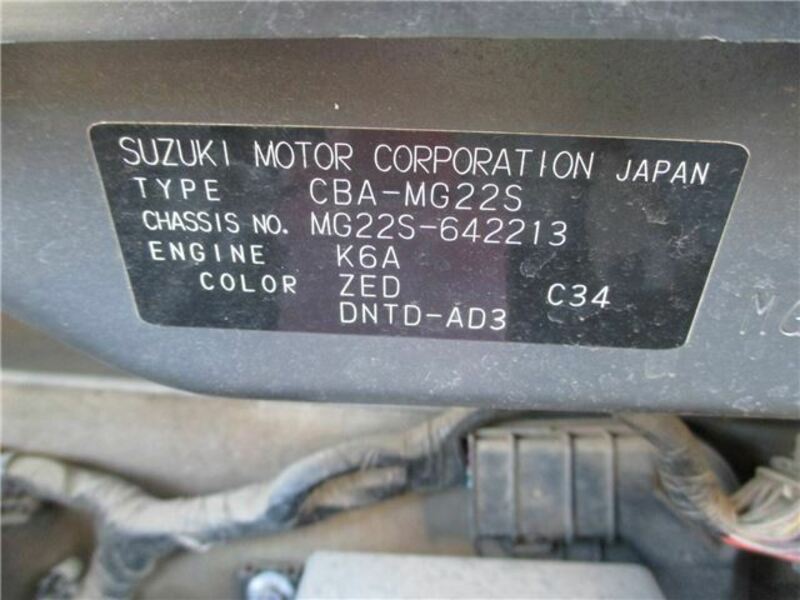 SUZUKI MOTOR CORPORATION JAPAN
TYPE CBA-MG22S
CHASSIS NO. MG22S-642213
ENGINE K6A
COLOR ZED C34
DNTD-AD3